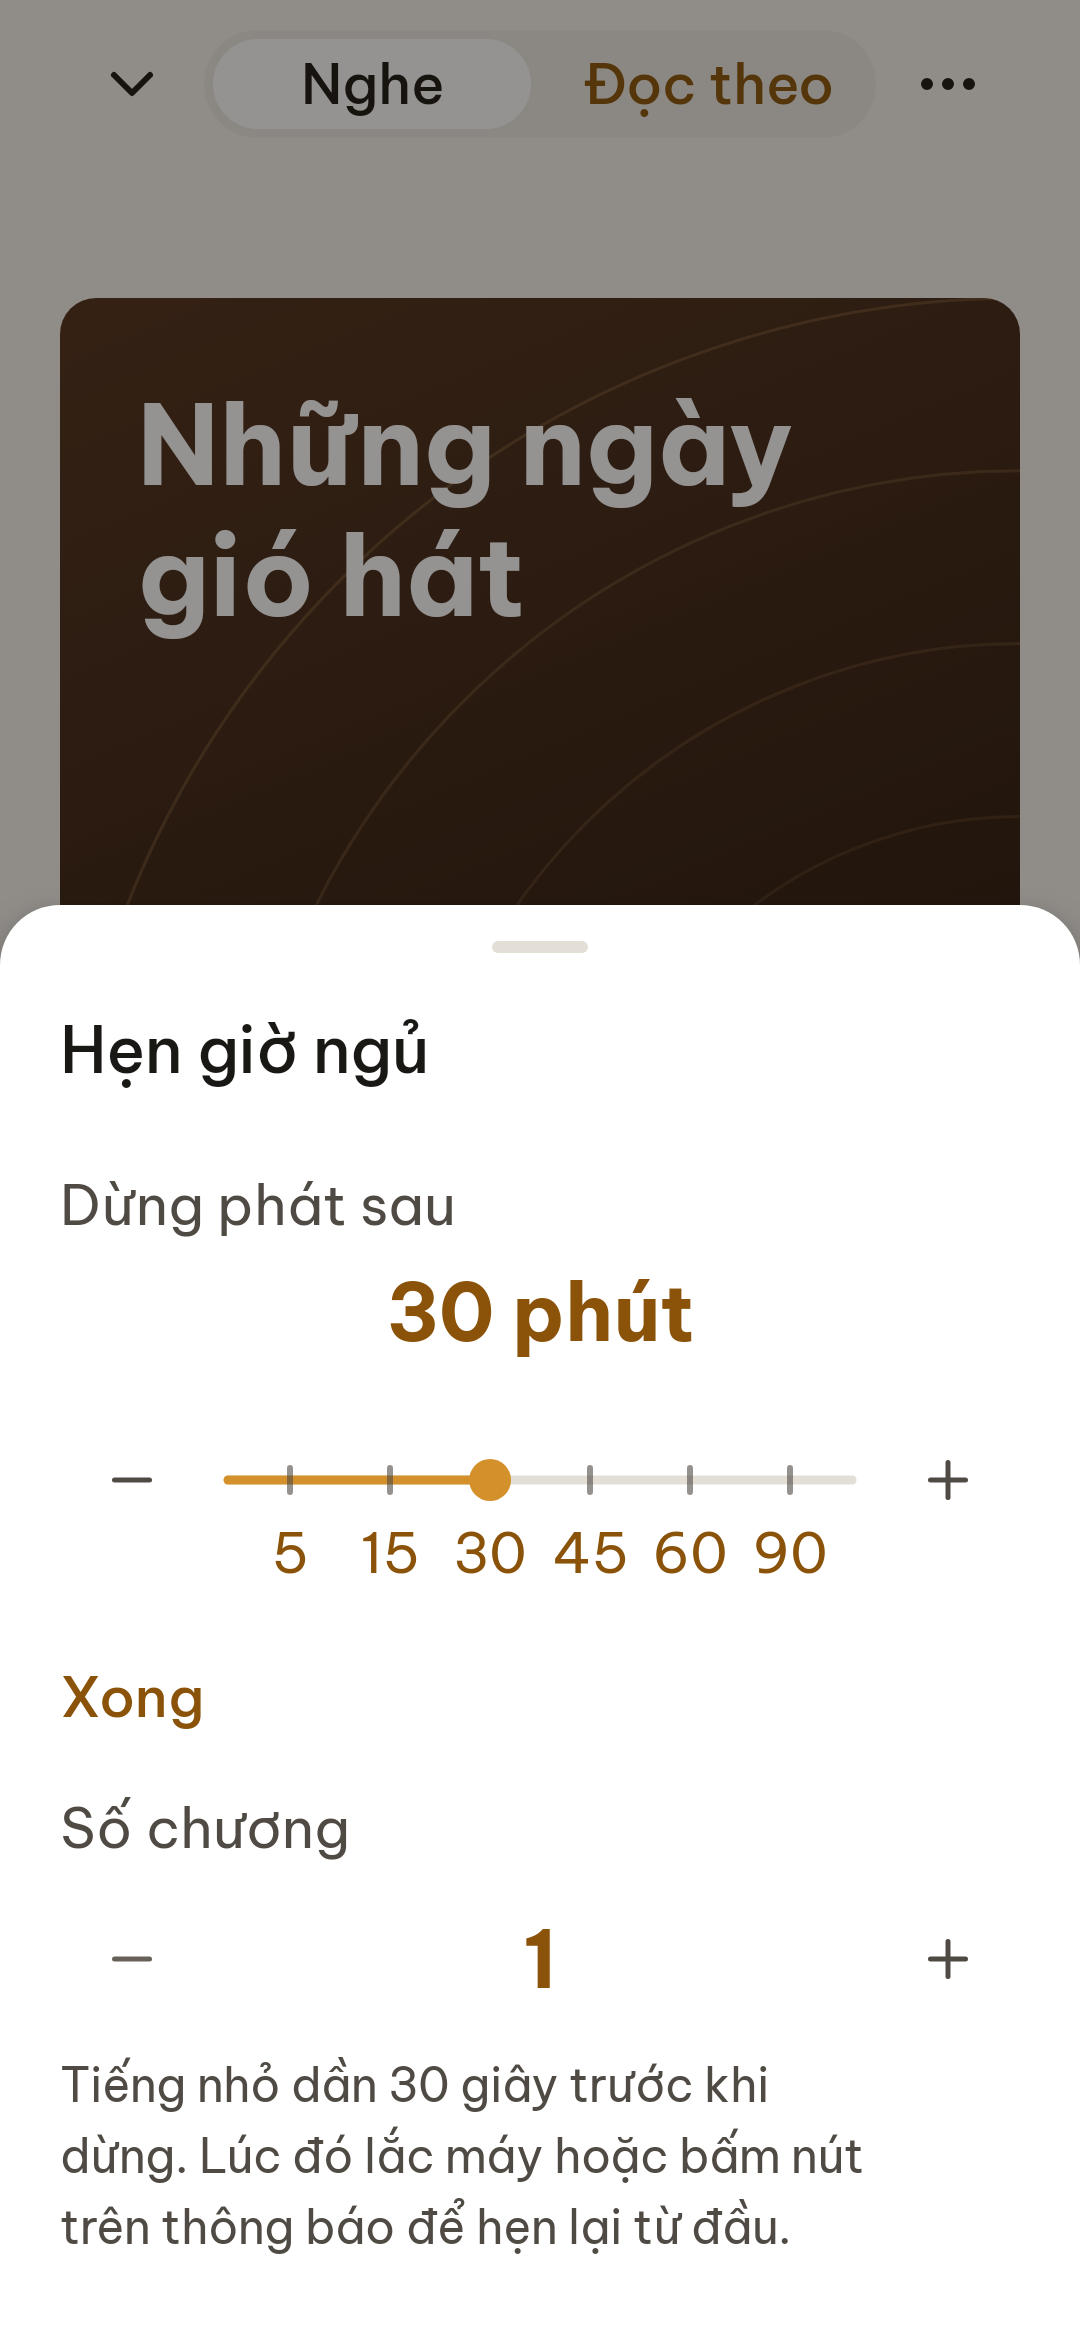 Nghe
Đọc theo
Những ngày
gió hát
Hẹn giờ ngủ
Dừng phát sau
30 phút
5 15 30 45 60 90
Xong
Số chương
1
Tiếng nhỏ dần 30 giây trước khi
dừng. Lúc đó lắc máy hoặc bấm nút
trên thông báo để hẹn lại từ đầu.